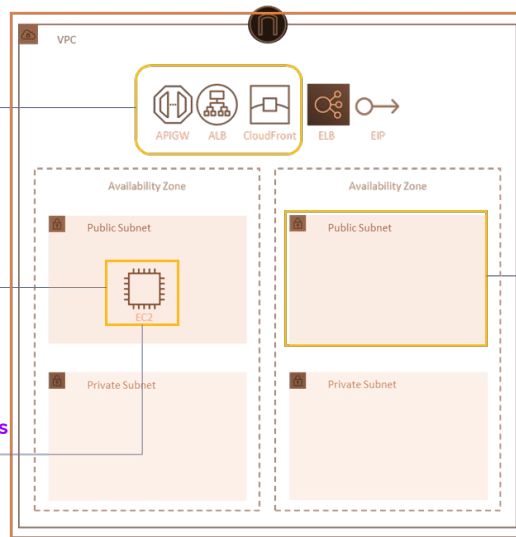 VPC
APIGW ALB CloudFront ELB EIP
Availability Zone Availability Zone
Public Subnet Public Subnet
EC2
Private Subnet Private Subnet
s